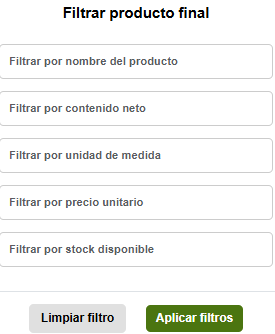 Filtrar producto final
Filtrar por nombre del producto
Filtrar por contenido neto
Filtrar por unidad de medida
Filtrar por precio unitario
Filtrar por stock disponible
Limpiar filtro Aplicar filtros